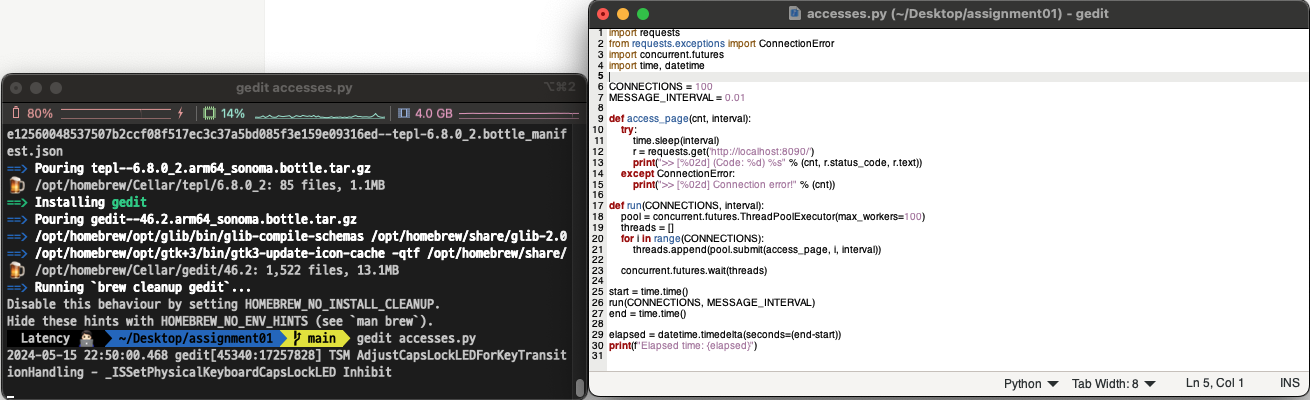 gedit accesses.py
⌥⌘2
80%
14%
4.0 GB
e12560048537507b2ccf08f517ec3c37a5bd085f3e159e09316ed--tepl-6.8.0_2.bottle_manif
est.json
==> Pouring tepl--6.8.0_2.arm64_sonoma.bottle.tar.gz
🍺 /opt/homebrew/Cellar/tepl/6.8.0_2: 85 files, 1.1MB
==> Installing gedit
==> Pouring gedit--46.2.arm64_sonoma.bottle.tar.gz
==> /opt/homebrew/opt/glib/bin/glib-compile-schemas /opt/homebrew/share/glib-2.0
==> /opt/homebrew/opt/gtk+3/bin/gtk3-update-icon-cache -qtf /opt/homebrew/share/
🍺 /opt/homebrew/Cellar/gedit/46.2: 1,522 files, 13.1MB
==> Running `brew cleanup gedit`...
Disable this behaviour by setting HOMEBREW_NO_INSTALL_CLEANUP.
Hide these hints with HOMEBREW_NO_ENV_HINTS (see `man brew`).
Latency ~/Desktop/assignment01 main gedit accesses.py
2024-05-15 22:50:00.468 gedit[45340:17257828] TSM AdjustCapsLockLEDForKeyTransit
ionHandling - _ISSetPhysicalKeyboardCapsLockLED Inhibit
accesses.py (~/Desktop/assignment01) - gedit
1 import requests
2 from requests.exceptions import ConnectionError
3 import concurrent.futures
4 import time, datetime
5
6 CONNECTIONS = 100
7 MESSAGE_INTERVAL = 0.01
8
9 def access_page(cnt, interval):
10 try:
11 time.sleep(interval)
12 r = requests.get('http://localhost:8090/')
13 print(">> [%02d] (Code: %d) %s" % (cnt, r.status_code, r.text))
14 except ConnectionError:
15 print(">> [%02d] Connection error!" % (cnt))
16
17 def run(CONNECTIONS, interval):
18 pool = concurrent.futures.ThreadPoolExecutor(max_workers=100)
19 threads = []
20 for i in range(CONNECTIONS):
21 threads.append(pool.submit(access_page, i, interval))
22
23 concurrent.futures.wait(threads)
24
25 start = time.time()
26 run(CONNECTIONS, MESSAGE_INTERVAL)
27 end = time.time()
28
29 elapsed = datetime.timedelta(seconds=(end-start))
30 print(f"Elapsed time: {elapsed}")
31
Python Tab Width: 8 Ln 5, Col 1 INS